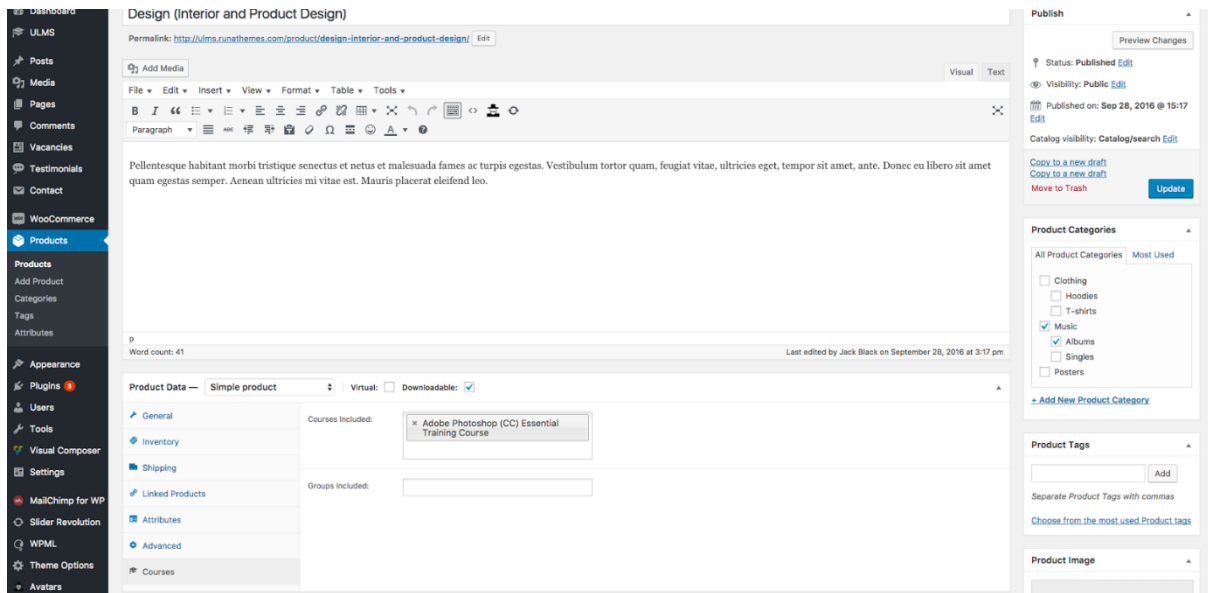 Dashboard
ULMS
Posts
Media
Pages
Comments
Vacancies
Testimonials
Contact
WooCommerce
Products
Products
Add Product
Categories
Tags
Attributes
Appearance
Plugins 3
Users
Tools
Visual Composer
Settings
MailChimp for WP
Slider Revolution
WPML
Theme Options
Avatars
Design (Interior and Product Design)
Permalink: http://ulms.runathemes.com/product/design-interior-and-product-design/ Edit
Add Media
Visual Text
File Edit Insert View Format Table Tools
B I
Paragraph ABC Ω A
Pellentesque habitant morbi tristique senectus et netus et malesuada fames ac turpis egestas. Vestibulum tortor quam, feugiat vitae, ultricies eget, tempor sit amet, ante. Donec eu libero sit amet
quam egestas semper. Aenean ultricies mi vitae est. Mauris placerat eleifend leo.
p
Word count: 41 Last edited by Jack Black on September 28, 2016 at 3:17 pm
Product Data — Simple product Virtual: Downloadable:
General
Inventory
Shipping
Linked Products
Attributes
Advanced
Courses
Courses Included:
× Adobe Photoshop (CC) Essential
Training Course
Groups Included:
Publish
Preview Changes
Status: Published Edit
Visibility: Public Edit
Published on: Sep 28, 2016 @ 15:17
Edit
Catalog visibility: Catalog/search Edit
Copy to a new draft
Copy to a new draft
Move to Trash Update
Product Categories
All Product Categories Most Used
Clothing
Hoodies
T-shirts
Music
Albums
Singles
Posters
+ Add New Product Category
Product Tags
Add
Separate Product Tags with commas
Choose from the most used Product tags
Product Image